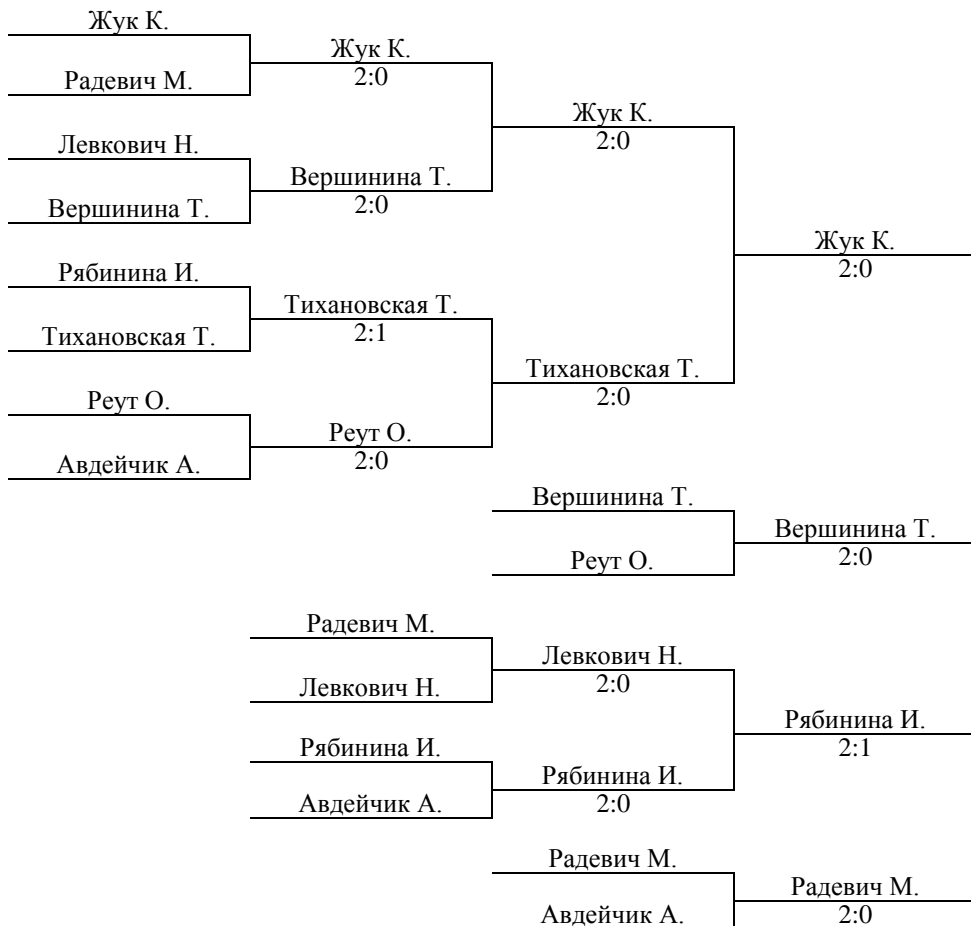 Жук К.
Жук К.
Радевич М.
2:0
Жук К.
Левкович Н.
2:0
Вершинина Т.
Вершинина Т.
2:0
Жук К.
Рябинина И.
2:0
Тихановская Т.
Тихановская Т.
2:1
Тихановская Т.
Реут О.
2:0
Реут О.
Авдейчик А.
2:0
Вершинина Т.
Вершинина Т.
Реут О.
2:0
Радевич М.
Левкович Н.
Левкович Н.
2:0
Рябинина И.
Рябинина И.
2:1
Рябинина И.
Авдейчик А.
2:0
Радевич М.
Радевич М.
Авдейчик А.
2:0